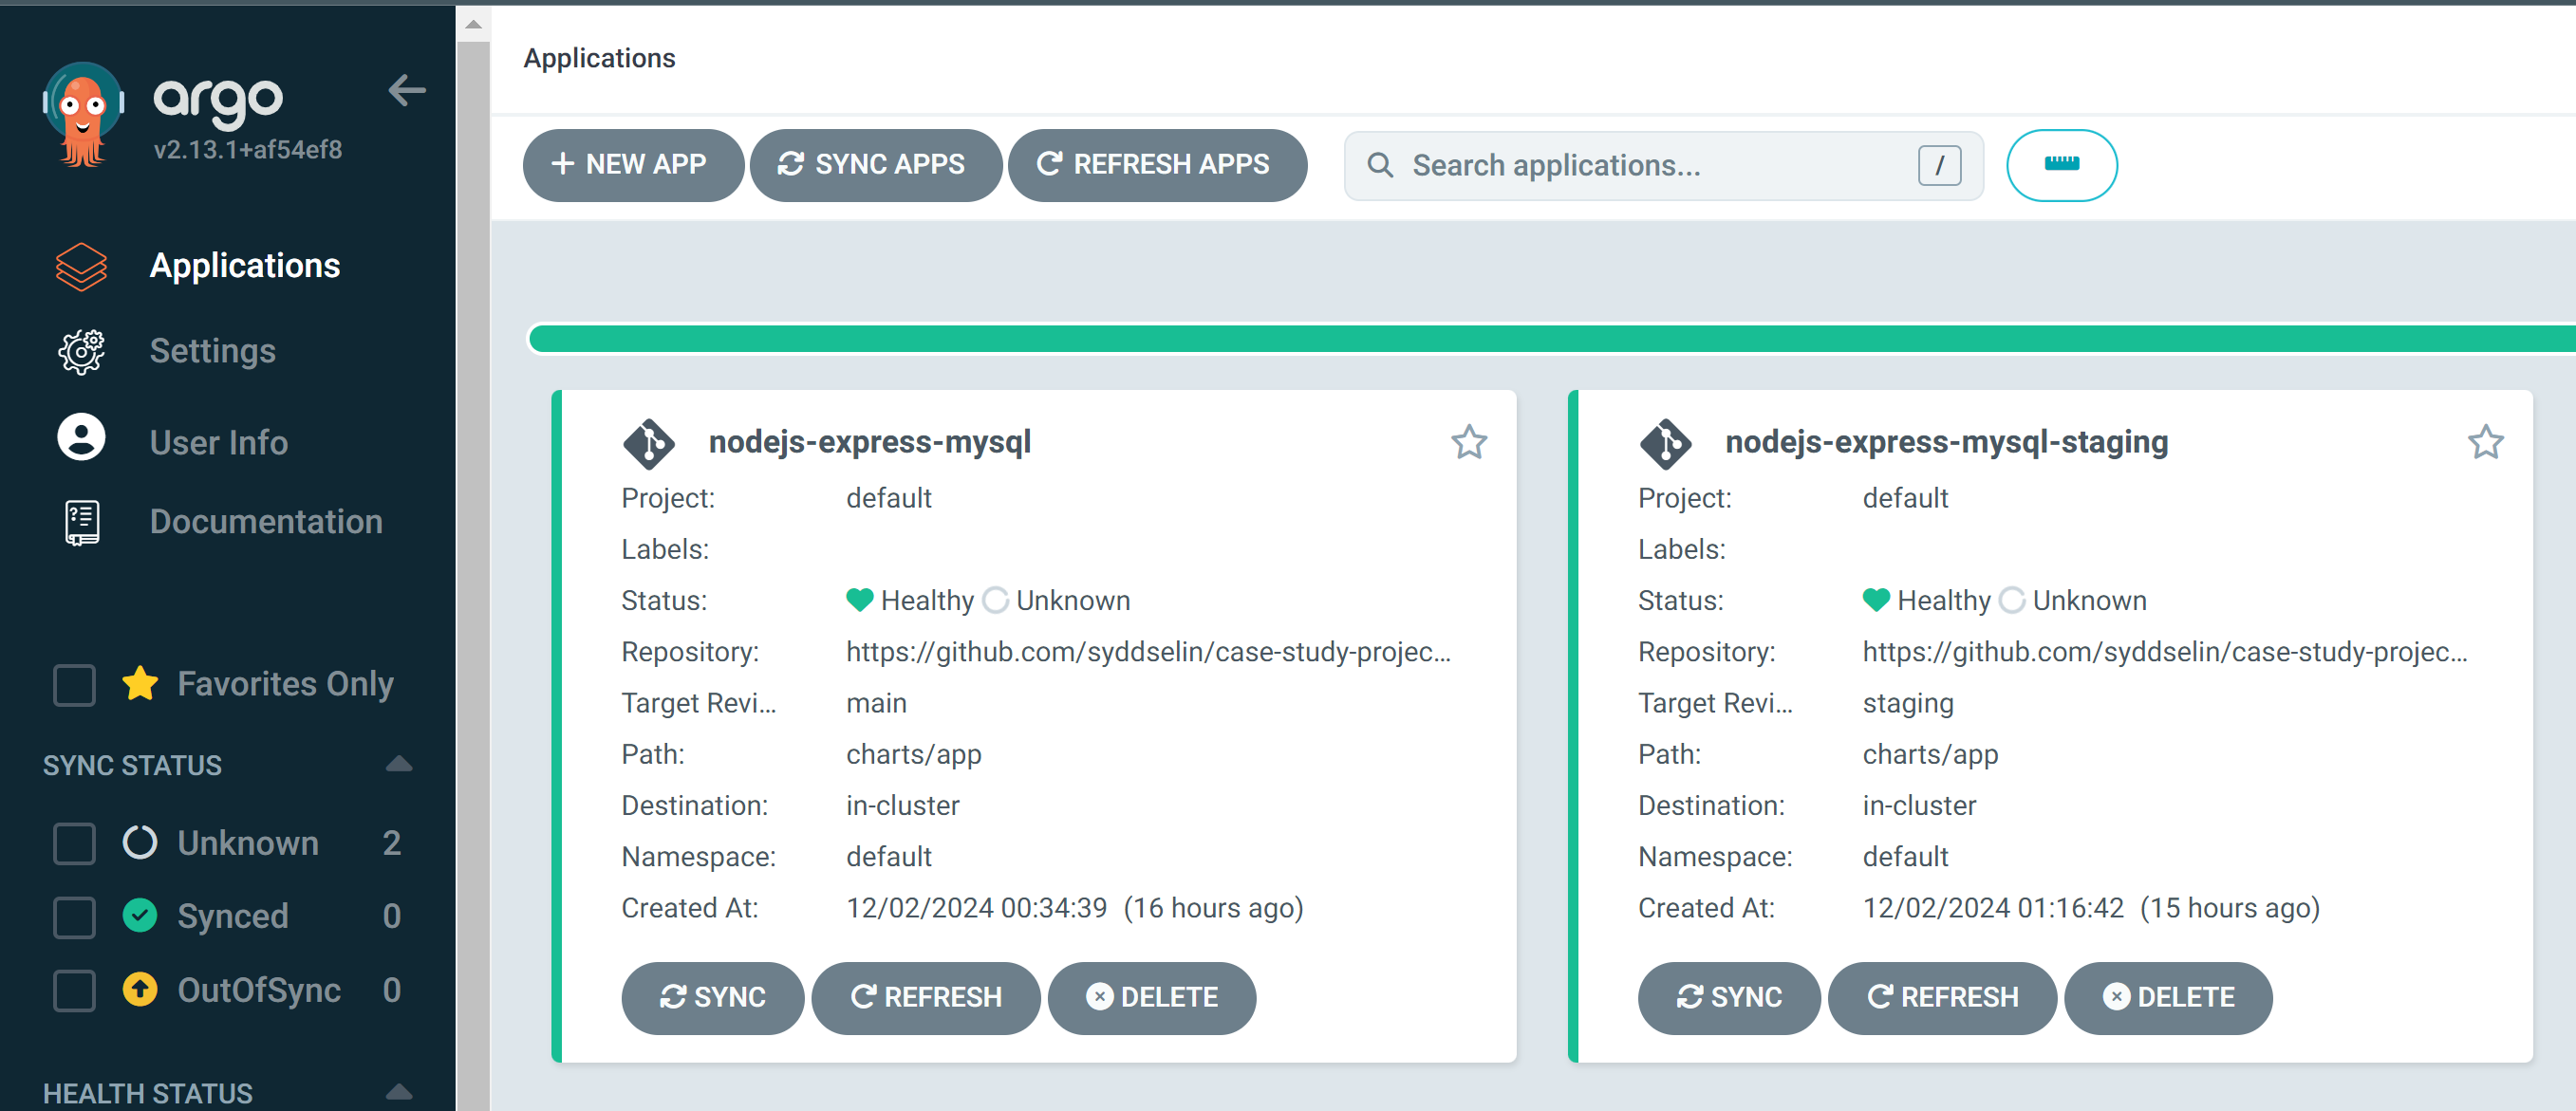 argo
v2.13.1+af54ef8
Applications
Settings
User Info
Documentation
Favorites Only
SYNC STATUS
Unknown 2
Synced 0
OutOfSync 0
HEALTH STATUS
Applications
NEW APP SYNC APPS REFRESH APPS Search applications... /
nodejs-express-mysql
Project: default
Labels:
Status: Healthy Unknown
Repository: https://github.com/syddselin/case-study-projec...
Target Revi... main
Path: charts/app
Destination: in-cluster
Namespace: default
Created At: 12/02/2024 00:34:39 (16 hours ago)
SYNC REFRESH DELETE
nodejs-express-mysql-staging
Project: default
Labels:
Status: Healthy Unknown
Repository: https://github.com/syddselin/case-study-projec...
Target Revi... staging
Path: charts/app
Destination: in-cluster
Namespace: default
Created At: 12/02/2024 01:16:42 (15 hours ago)
SYNC REFRESH DELETE